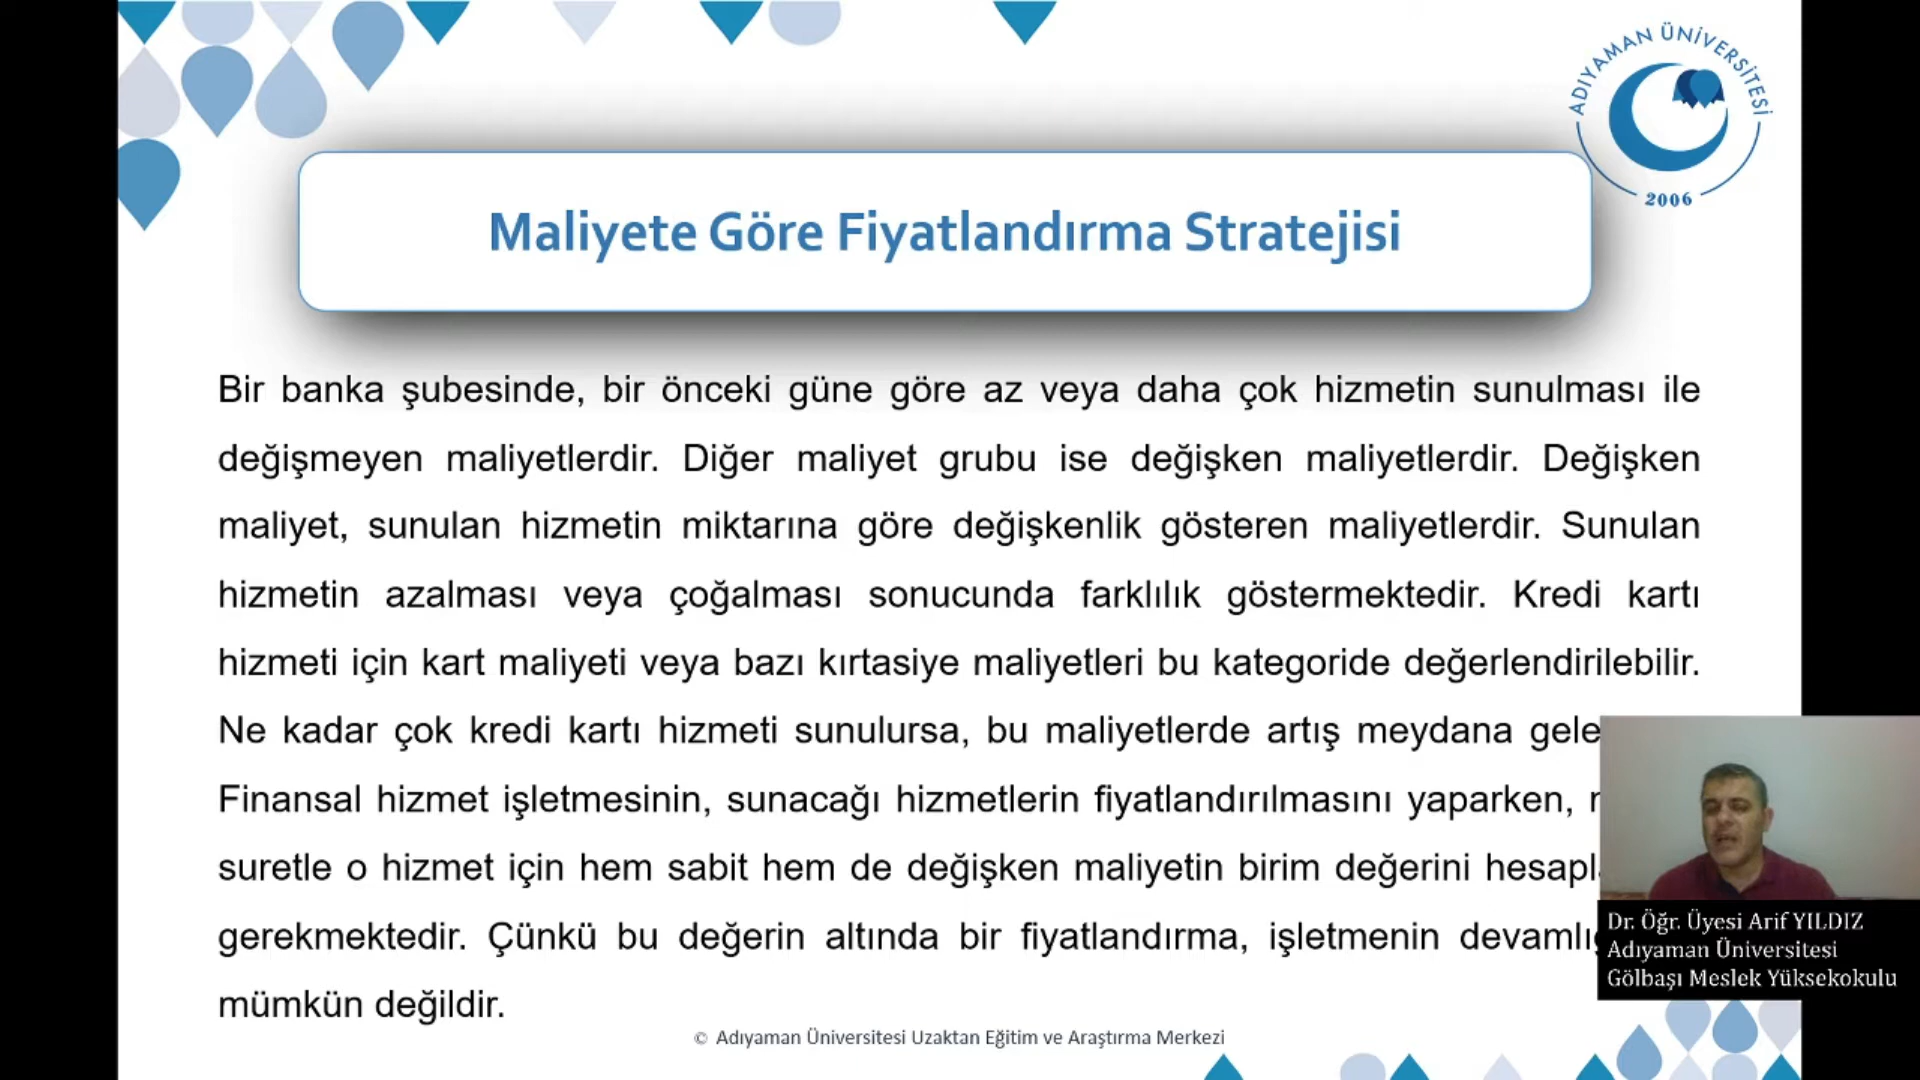 ADIYAMAN ÜNİVERSİTESİ
2006
Maliyete Göre Fiyatlandırma Stratejisi
Bir banka şubesinde, bir önceki güne göre az veya daha çok hizmetin sunulması ile
değişmeyen maliyetlerdir. Diğer maliyet grubu ise değişken maliyetlerdir. Değişken
maliyet, sunulan hizmetin miktarına göre değişkenlik gösteren maliyetlerdir. Sunulan
hizmetin azalması veya çoğalması sonucunda farklılık göstermektedir. Kredi kartı
hizmeti için kart maliyeti veya bazı kırtasiye maliyetleri bu kategoride değerlendirilebilir.
Ne kadar çok kredi kartı hizmeti sunulursa, bu maliyetlerde artış meydana
Finansal hizmet işletmesinin, sunacağı hizmetlerin fiyatlandırılmasını yaparken,
suretle o hizmet için hem sabit hem de değişken maliyetin birim değerini
gerekmektedir. Çünkü bu değerin altında bir fiyatlandırma, işletmenin
mümkün değildir.
Dr. Öğr. Üyesi Arif YILDIZ
Adıyaman Üniversitesi
Gölbaşı Meslek Yüksekokulu
© Adıyaman Üniversitesi Uzaktan Eğitim ve Araştırma Merkezi